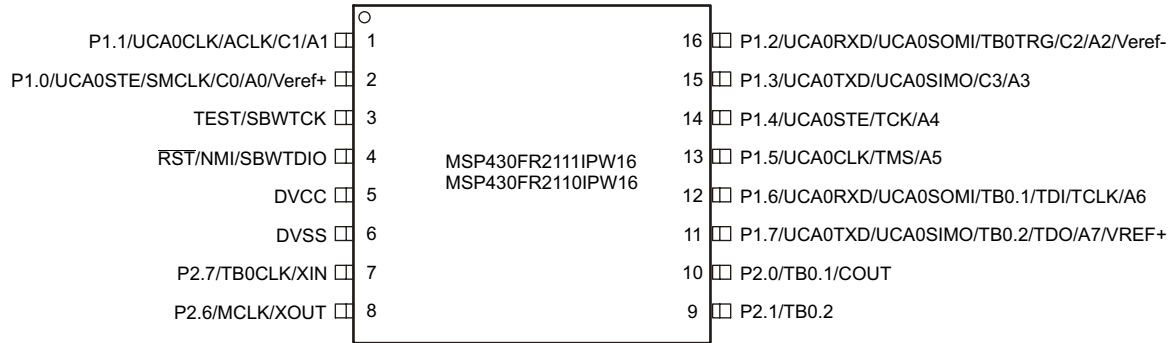 P1.1/UCA0CLK/ACLK/C1/A1 1
P1.0/UCA0STE/SMCLK/C0/A0/Veref+ 2
TEST/SBWTCK 3
RST/NMI/SBWTDIO 4
DVCC 5
DVSS 6
P2.7/TB0CLK/XIN 7
P2.6/MCLK/XOUT 8
MSP430FR2111IPW16
MSP430FR2110IPW16
16 P1.2/UCA0RXD/UCA0SOMI/TB0TRG/C2/A2/Veref-
15 P1.3/UCA0TXD/UCA0SIMO/C3/A3
14 P1.4/UCA0STE/TCK/A4
13 P1.5/UCA0CLK/TMS/A5
12 P1.6/UCA0RXD/UCA0SOMI/TB0.1/TDI/TCLK/A6
11 P1.7/UCA0TXD/UCA0SIMO/TB0.2/TDO/A7/VREF+
10 P2.0/TB0.1/COUT
9 P2.1/TB0.2